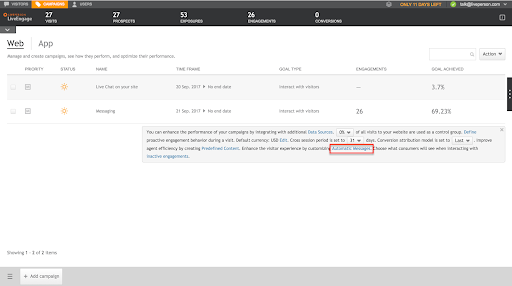 VISITORS CAMPAIGNS USERS ONLY 11 DAYS LEFT talk@liveperson.com
LiveEngage
27 VISITS
27 PROSPECTS
53 EXPOSURES
26 ENGAGEMENTS
0 CONVERSIONS
Web App
Manage and create campaigns, see how they perform, and optimize their performance.
Action
PRIORITY STATUS NAME TIME FRAME GOAL TYPE ENGAGEMENTS GOAL ACHIEVED
Live Chat on your site 20 Sep. 2017 No end date Interact with visitors — 3.7%
Messaging 21 Sep. 2017 No end date Interact with visitors 26 69.23%
You can enhance the performance of your campaigns by integrating with additional Data Sources. 0% of all visits to your website are used as a control group. Define
proactive engagement behavior during a visit. Default currency: USD Edit. Cross session period is set to 31 days. Conversion attribution model is set to Last . Improve
agent efficiency by creating Predefined Content. Enhance the visitor experience by customizing Automatic Messages. Choose what consumers will see when interacting with
inactive engagements.
Showing 1 - 2 of 2 items
+ Add campaign